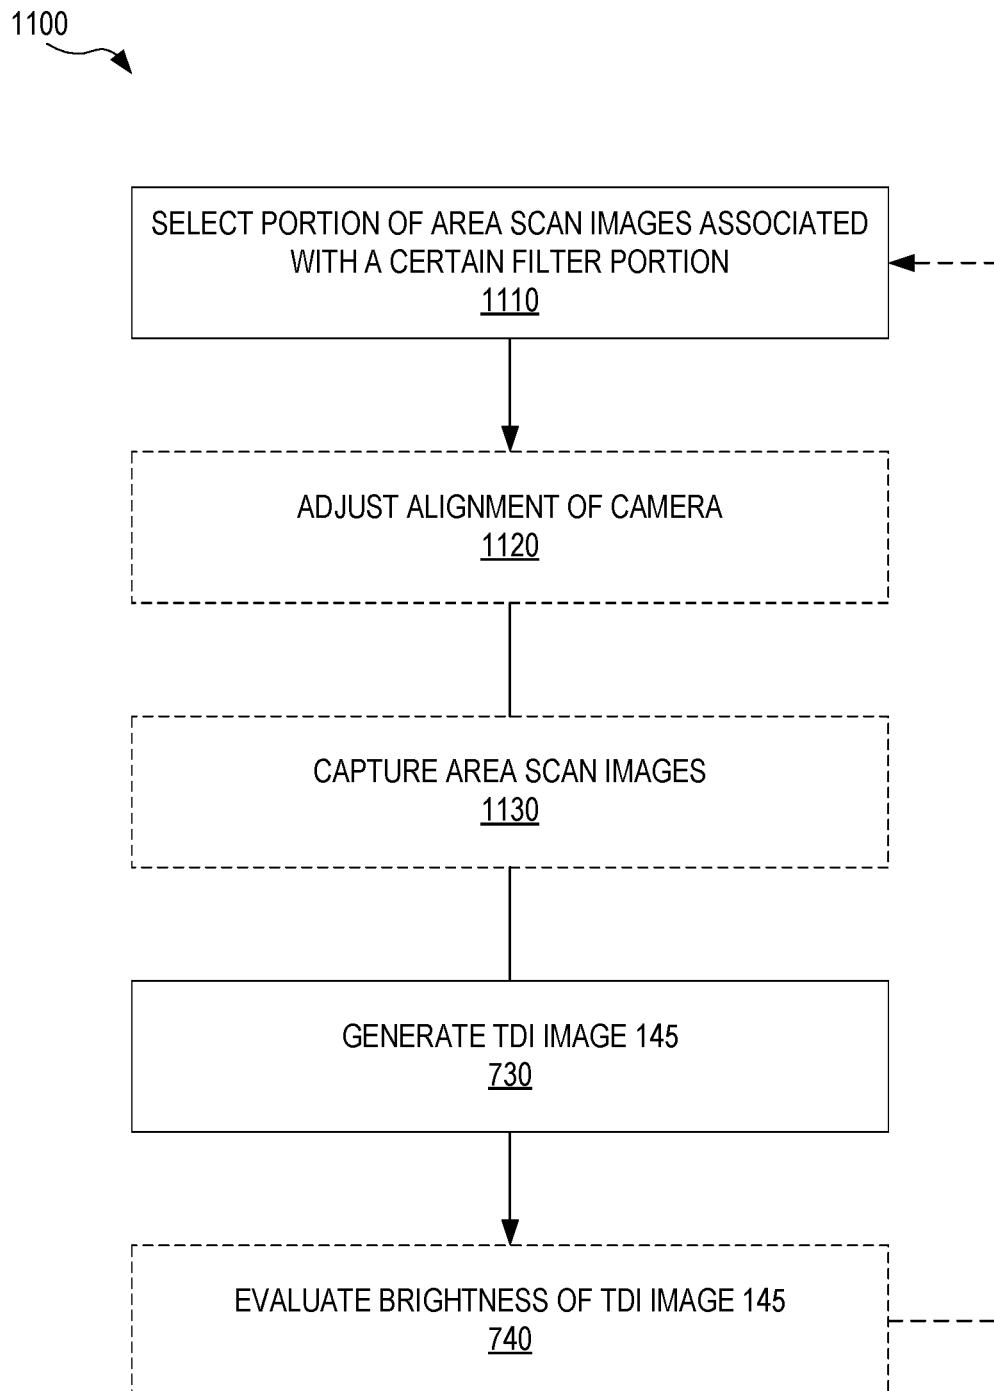 1100
SELECT PORTION OF AREA SCAN IMAGES ASSOCIATED
WITH A CERTAIN FILTER PORTION
1110
ADJUST ALIGNMENT OF CAMERA
1120
CAPTURE AREA SCAN IMAGES
1130
GENERATE TDI IMAGE 145
730
EVALUATE BRIGHTNESS OF TDI IMAGE 145
740